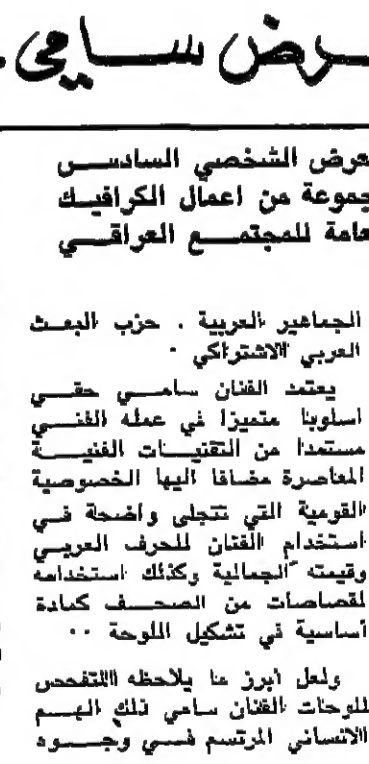 ـرض سامي
عرض الشخصي السادس
جموعة من اعمال الكرافيك
عامة للمجتمع العراقي
الجماهير العربية . حزب البعث
العربي الاشتراكي .
يعتمد الفنان سامي حقي
اسلوبا متميزا في عمله الفني
مستمدا من التقنيات الفنية
المعاصرة مضافا اليها الخصوصية
القومية التي تتجلى واضحة في
استخدام الفنان للحرف العربي
وقيمته الجمالية وكذلك استخدامه
لقصاصات من الصحف كمادة
أساسية في تشكيل اللوحة ..
ولعل أبرز ما يلاحظه المتفحص
للوحات الفنان سامي تلك الهم
الانساني المرتسم في وجود